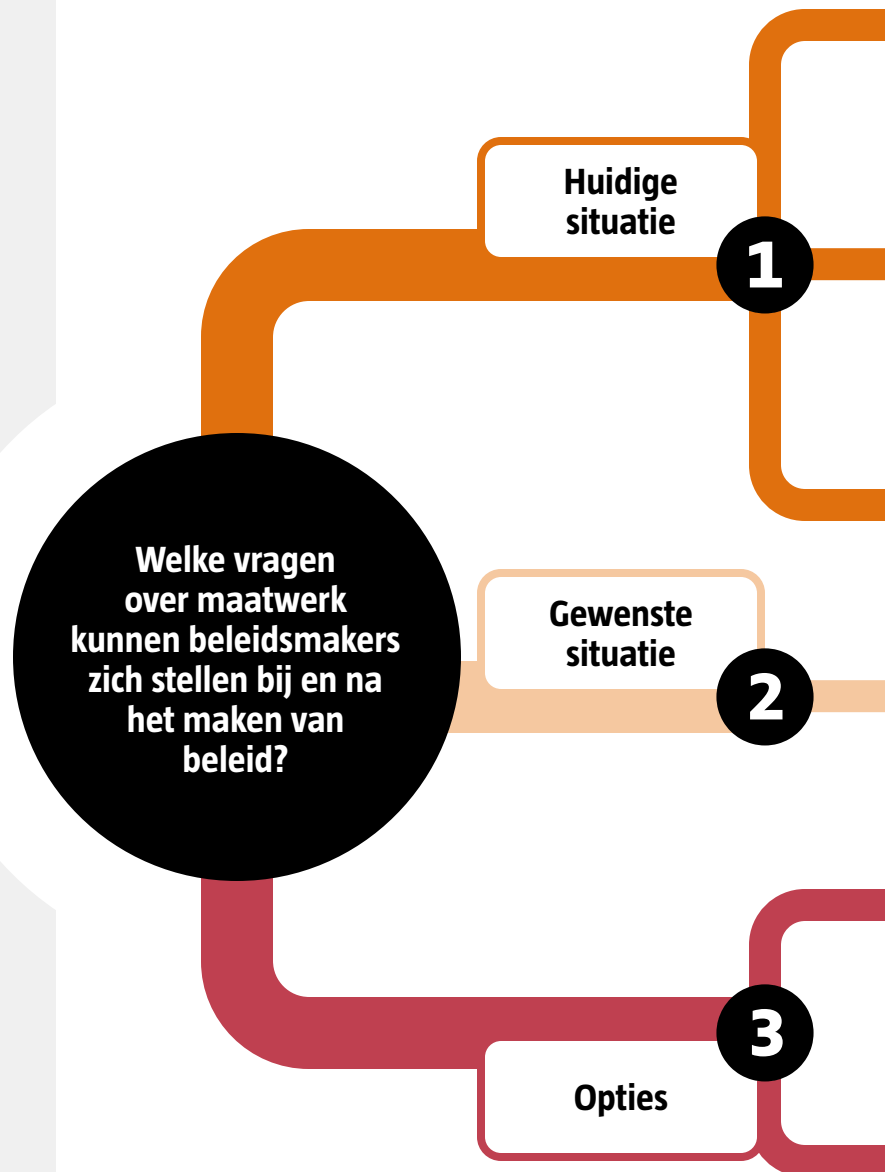 Huidige
situatie
1
Welke vragen
over maatwerk
kunnen beleidsmakers
zich stellen bij en na
het maken van
beleid?
Gewenste
situatie
2
3
Opties